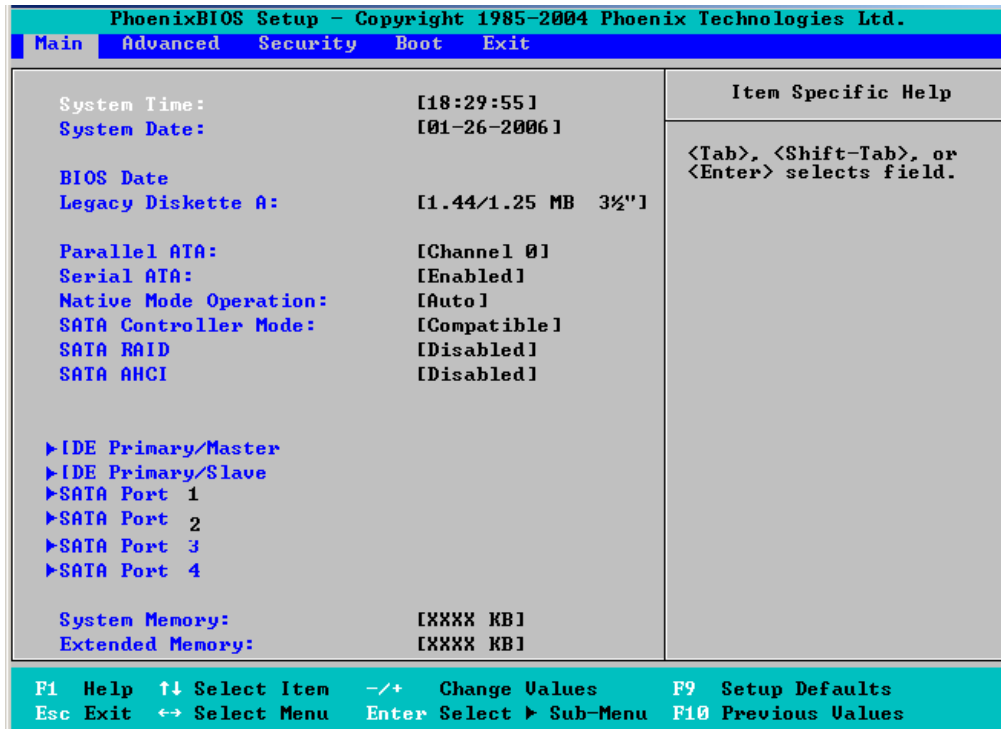 PhoenixBIOS Setup – Copyright 1985-2004 Phoenix Technologies Ltd.
Main Advanced Security Boot Exit
Item Specific Help
System Time: [18:29:55]
System Date: [01-26-2006]
<Tab>, <Shift-Tab>, or
<Enter> selects field.
BIOS Date
Legacy Diskette A: [1.44/1.25 MB 3½"]
Parallel ATA: [Channel 0]
Serial ATA: [Enabled]
Native Mode Operation: [Auto]
SATA Controller Mode: [Compatible]
SATA RAID [Disabled]
SATA AHCI [Disabled]
▶IDE Primary/Master
▶IDE Primary/Slave
▶SATA Port 1
▶SATA Port 2
▶SATA Port 3
▶SATA Port 4
System Memory: [XXXX KB]
Extended Memory: [XXXX KB]
F1 Help ↑↓ Select Item -/+ Change Values F9 Setup Defaults
Esc Exit ↔ Select Menu Enter Select ▶ Sub-Menu F10 Previous Values